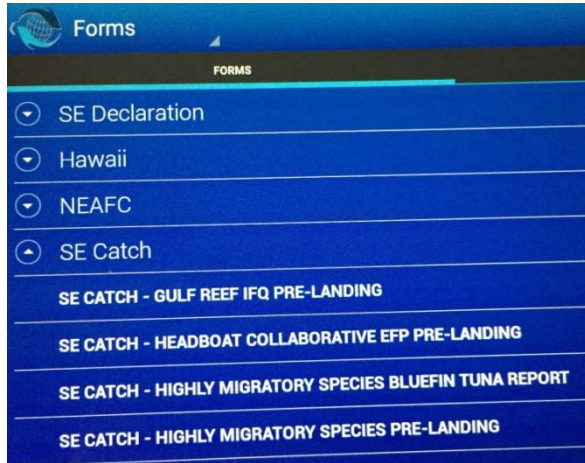 Forms
FORMS
SE Declaration
Hawaii
NEAFC
SE Catch
SE CATCH - GULF REEF IFQ PRE-LANDING
SE CATCH - HEADBOAT COLLABORATIVE EFP PRE-LANDING
SE CATCH - HIGHLY MIGRATORY SPECIES BLUEFIN TUNA REPORT
SE CATCH - HIGHLY MIGRATORY SPECIES PRE-LANDING